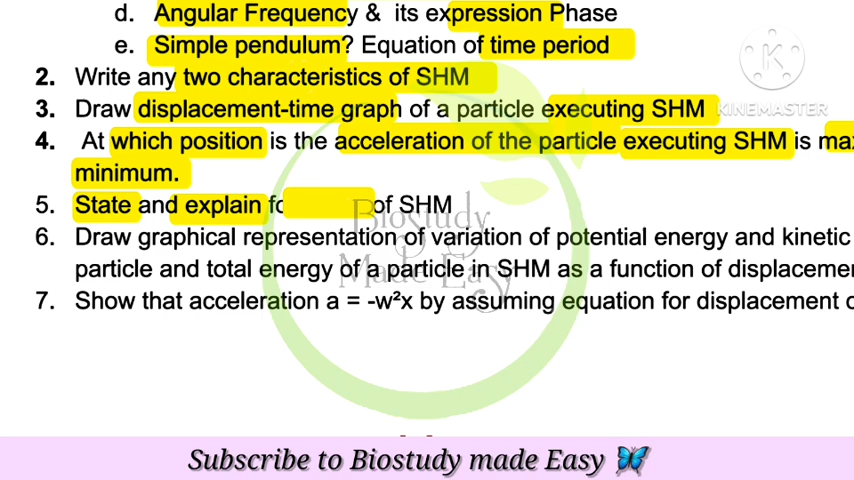 d. Angular Frequency & its expression Phase
e. Simple pendulum? Equation of time period
2. Write any two characteristics of SHM
KINEMASTER
3. Draw displacement-time graph of a particle executing SHM
4. At which position is the acceleration of the particle executing SHM is
minimum.
5. State and explain of SHM
Biostudy
Made Easy
6. Draw graphical representation of variation of potential energy and kinetic
particle and total energy of a particle in SHM as a function of
7. Show that acceleration a = -w²x by assuming equation for displacement
Subscribe to Biostudy made Easy